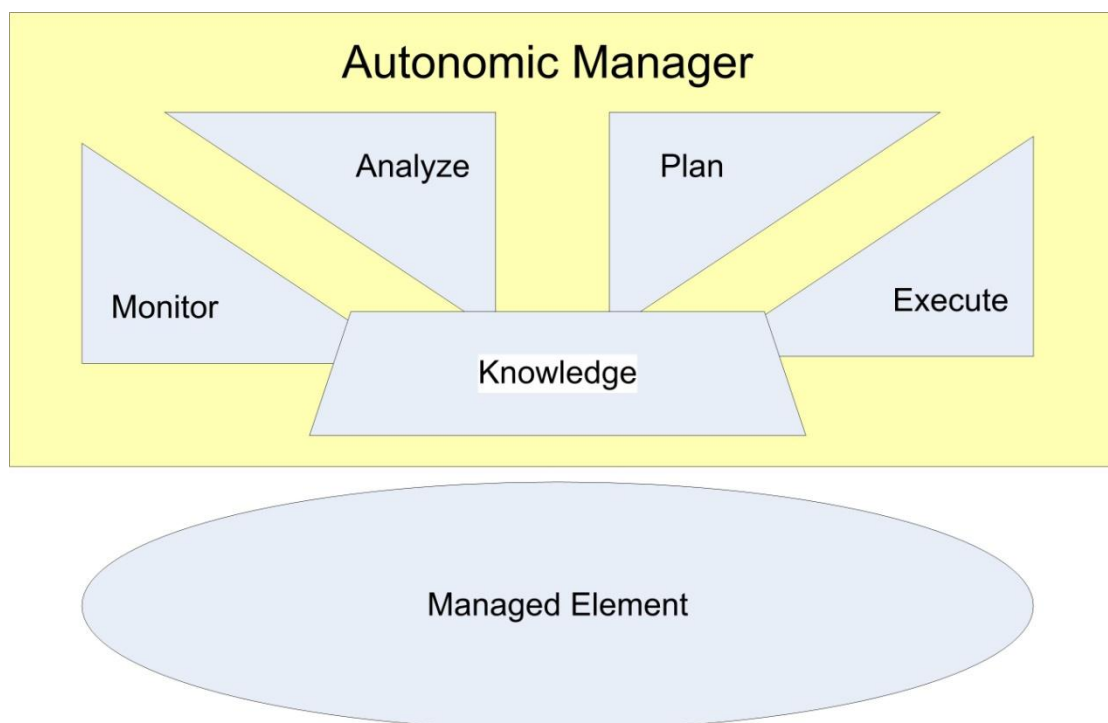 Autonomic Manager
Analyze
Plan
Monitor
Execute
Knowledge
Managed Element